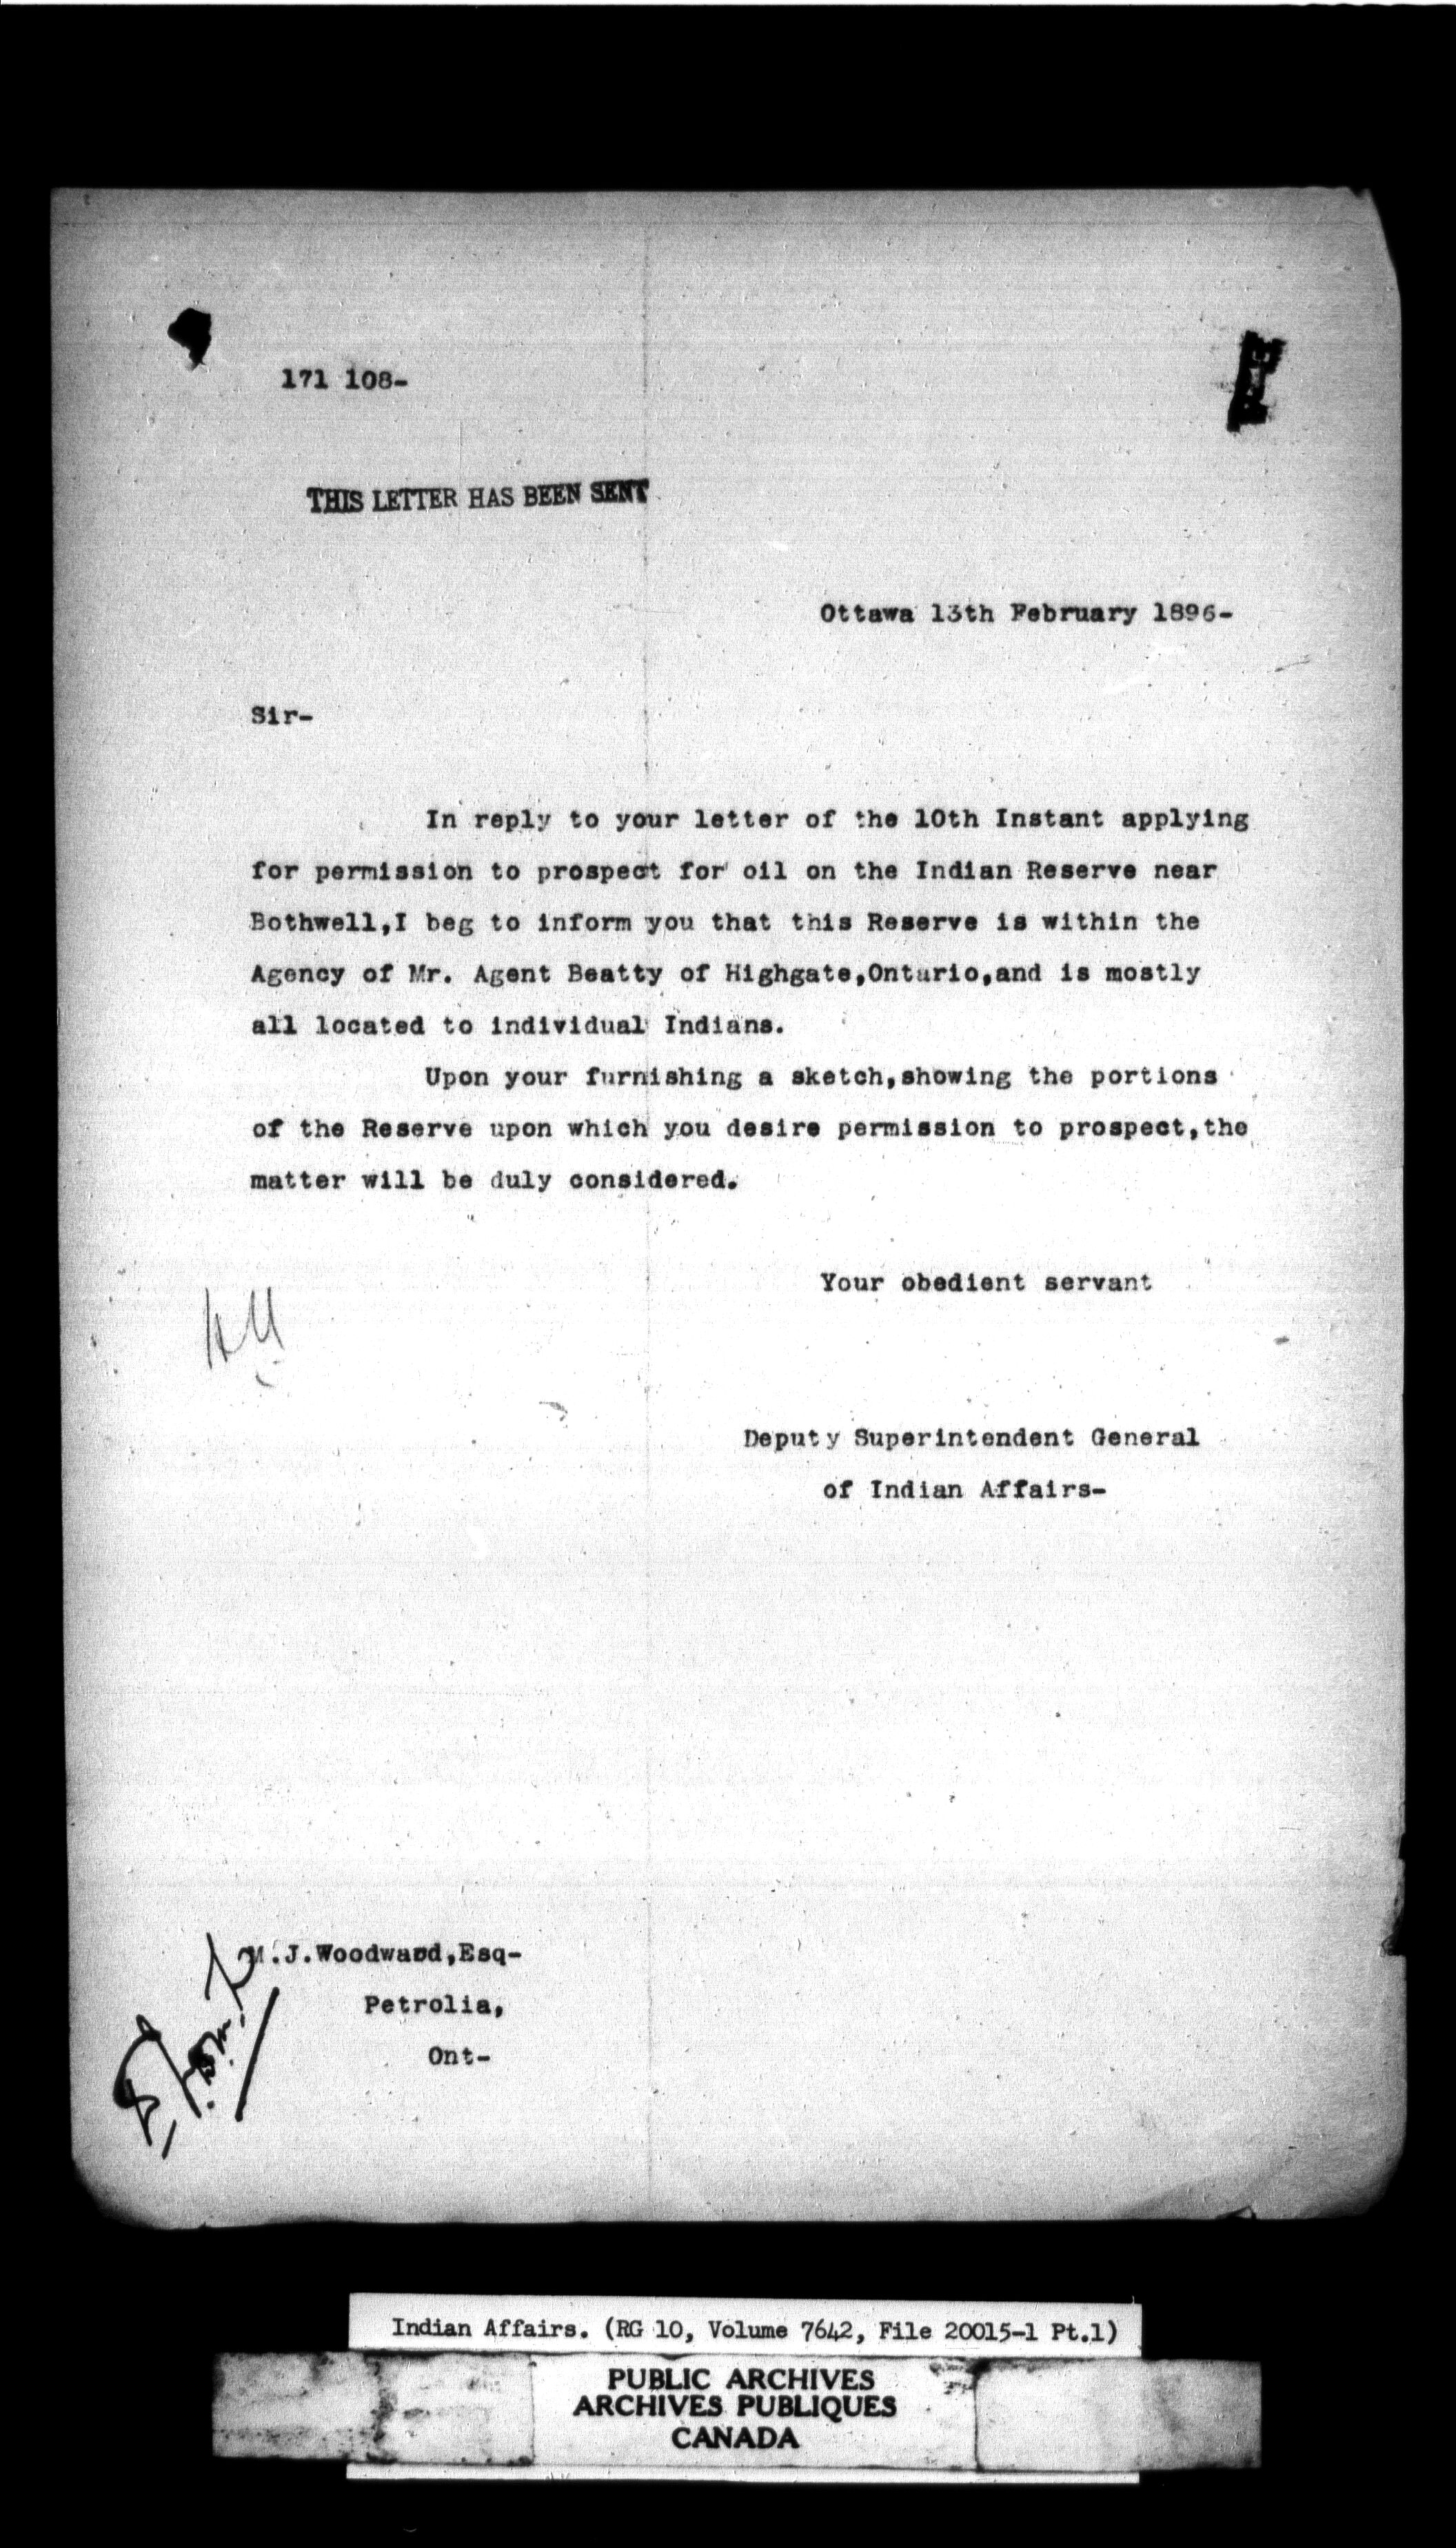 171 108-
THIS LETTER HAS BEEN SENT
Ottawa 13th February 1896-
Sir-
In reply to your letter of the 10th Instant applying
for permission to prospect for oil on the Indian Reserve near
Bothwell,I beg to inform you that this Reserve is within the
Agency of Mr. Agent Beatty of Highgate,Ontario,and is mostly
all located to individual Indians.
Upon your furnishing a sketch,showing the portions
of the Reserve upon which you desire permission to prospect,the
matter will be duly considered.
Your obedient servant
Deputy Superintendent General
of Indian Affairs-
M.J.Woodward,Esq-
Petrolia,
Ont-
Indian Affairs. (RG 10, Volume 7642, File 20015-1 Pt.1)
PUBLIC ARCHIVES
ARCHIVES PUBLIQUES
CANADA